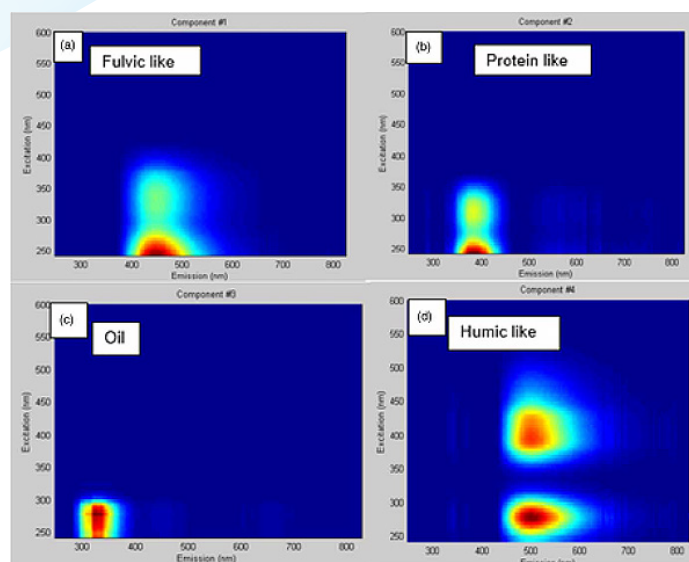 Component #1
(a)
Fulvic like
600
550
500
450
400
350
300
250
Excitation (nm)
300
400
500
600
700
800
Emission (nm)
Component #2
(b)
Protein like
600
550
500
450
400
350
300
250
Excitation (nm)
300
400
500
600
700
800
Emission (nm)
Component #3
(c)
Oil
600
550
500
450
400
350
300
250
Excitation (nm)
300
400
500
600
700
800
Emission (nm)
Component #4
(d)
Humic like
600
550
500
450
400
350
300
250
Excitation (nm)
300
400
500
600
700
800
Emission (nm)